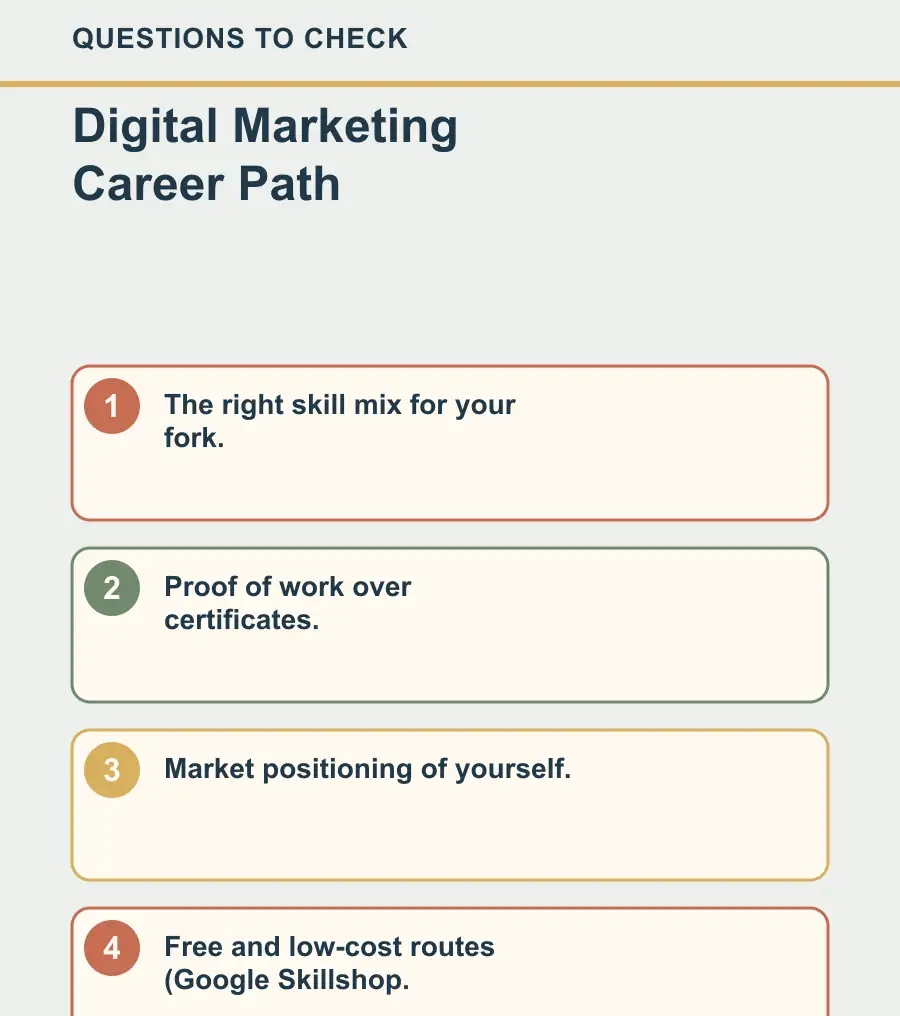 QUESTIONS TO CHECK
Digital Marketing
Career Path
1
The right skill mix for your
fork.
2
Proof of work over
certificates.
3
Market positioning of yourself.
4
Free and low-cost routes
(Google Skillshop.